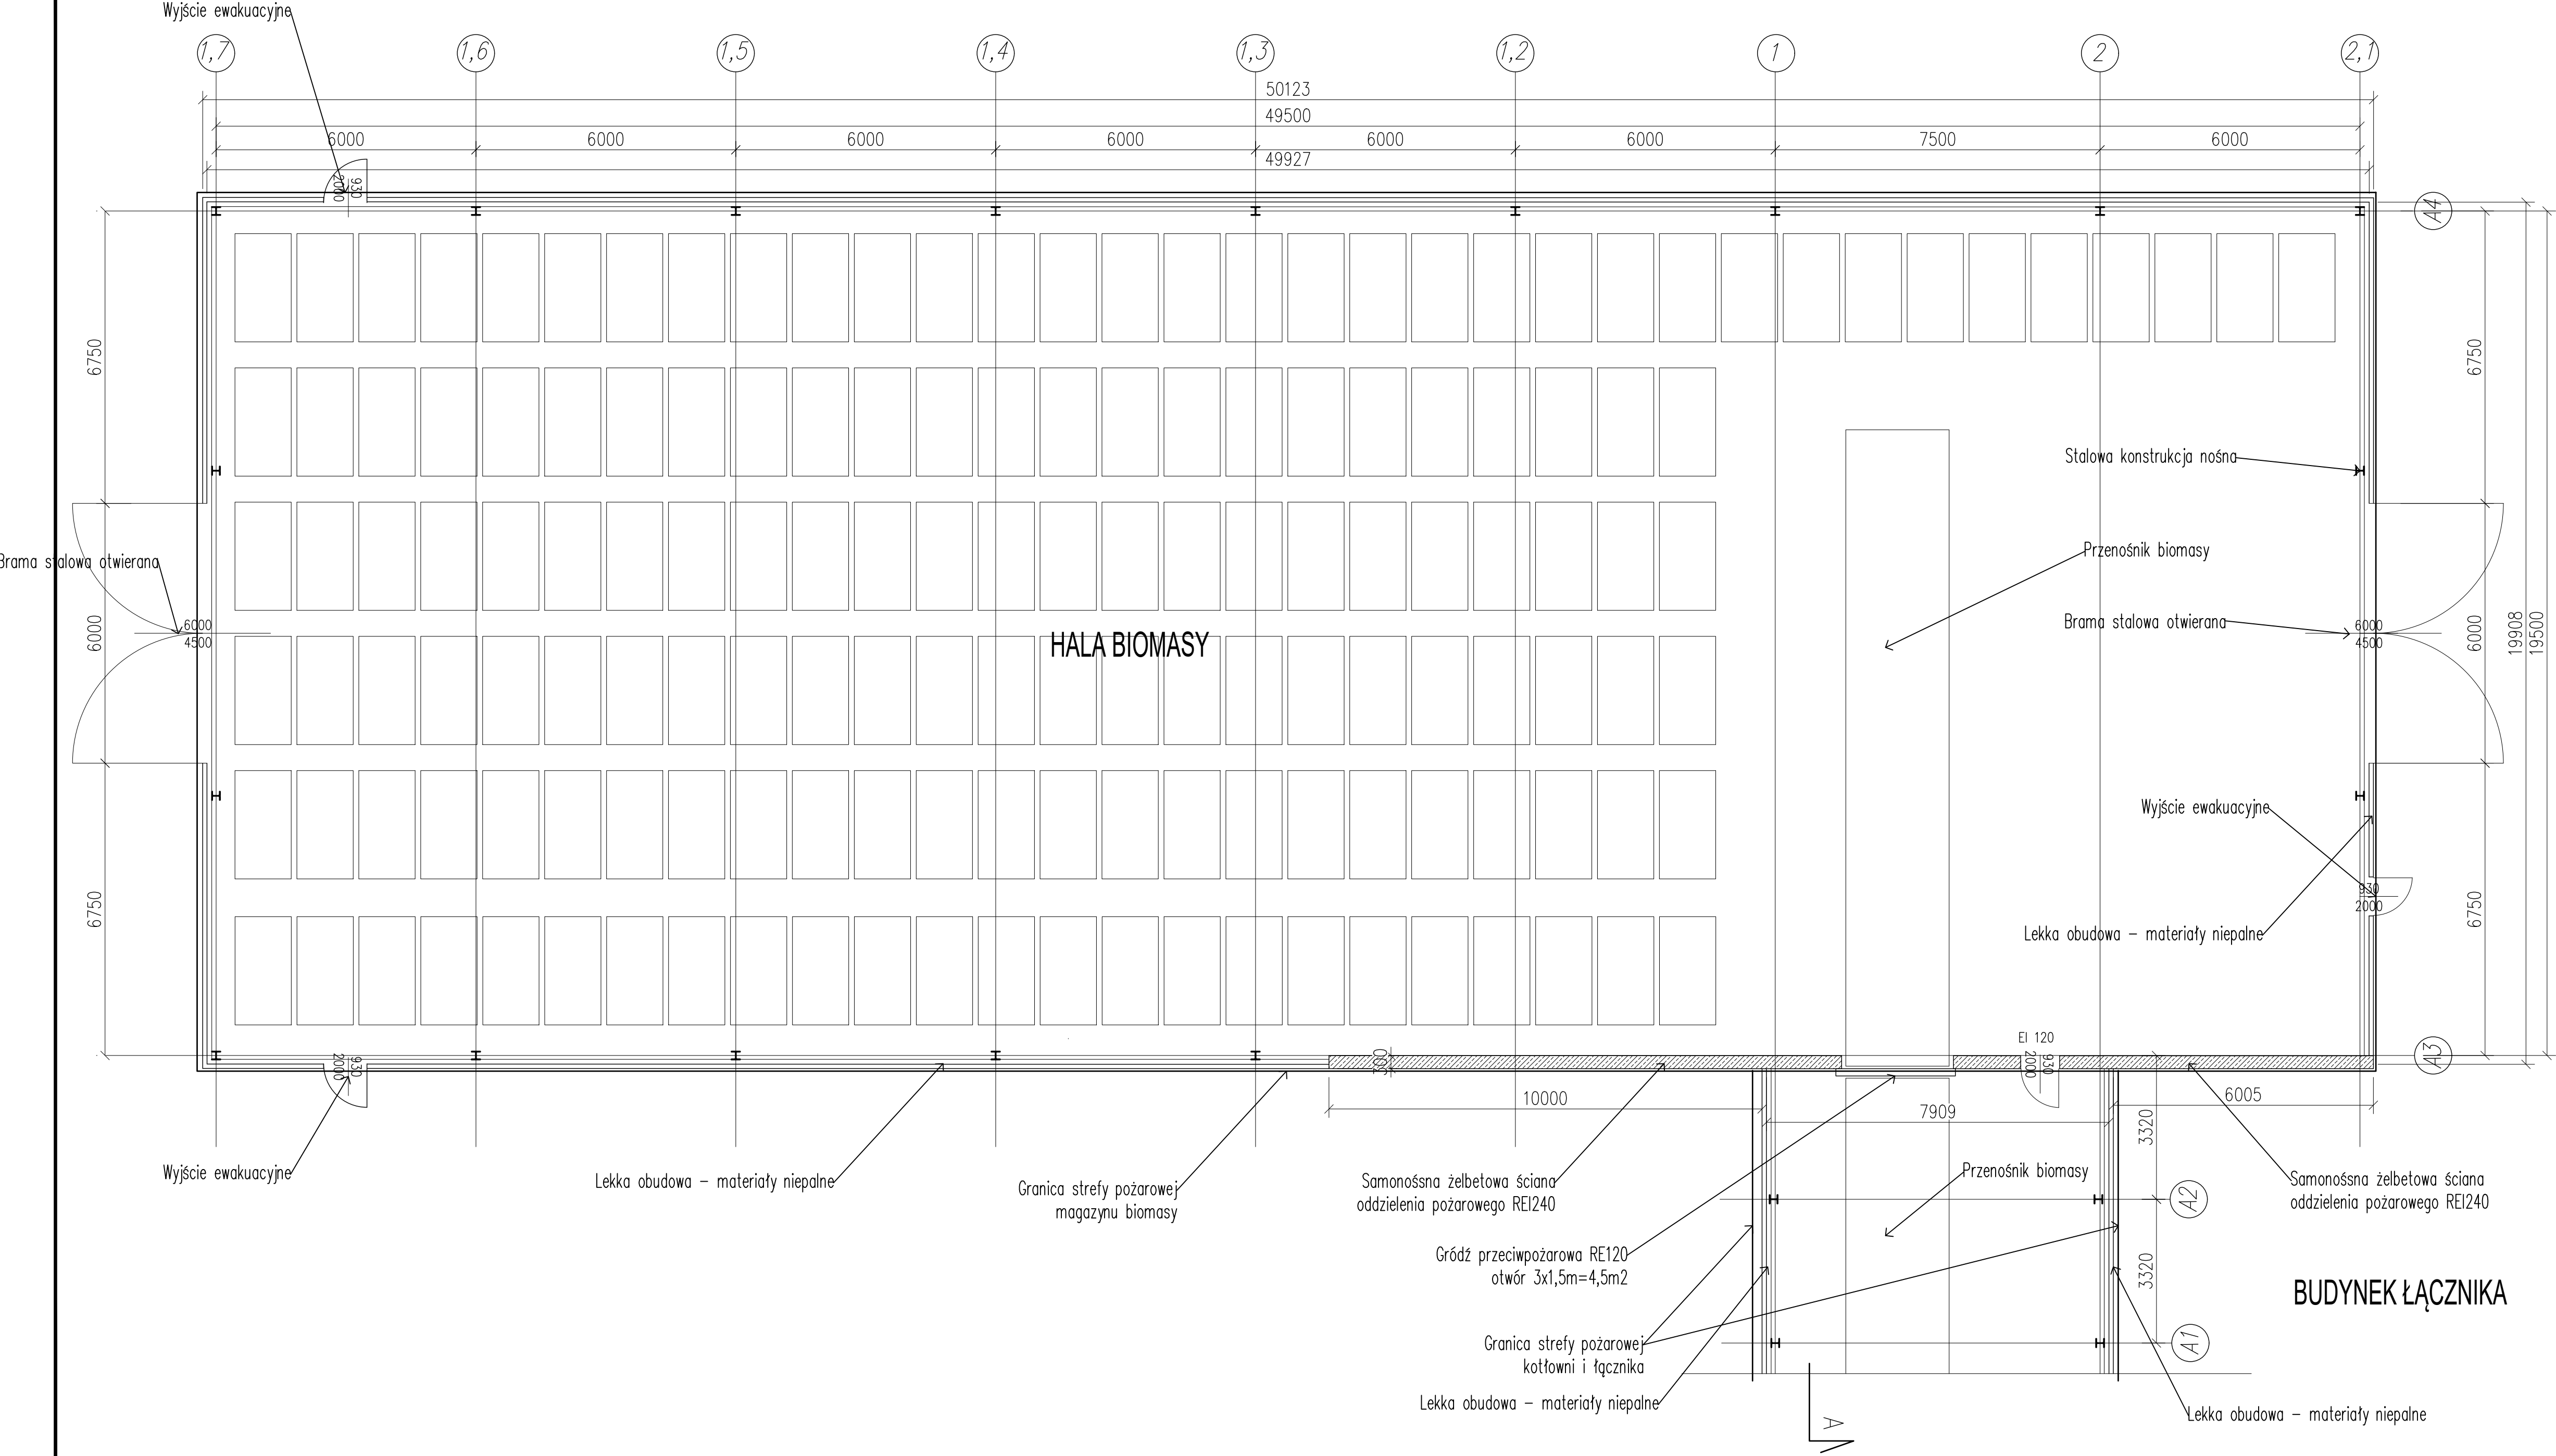 Wyjście ewakuacyjne
1,7
1,6
1,5
1,4
1,3
1,2
1
2
2,1
50123
49500
6000
6000
6000
6000
6000
6000
7500
6000
49927
930
2000
A4
6750
6750
Stalowa konstrukcja nośna
Przenośnik biomasy
Brama stalowa otwierana
6000
6000
4500
HALA BIOMASY
Brama stalowa otwierana
6000
4500
6000
19908
19500
Wyjście ewakuacyjne
930
2000
6750
6750
Lekka obudowa – materiały niepalne
EI 120
930
2000
930
2000
300
A3
10000
7909
6005
3320
Wyjście ewakuacyjne
Lekka obudowa – materiały niepalne
Granica strefy pożarowej
magazynu biomasy
Samonośsna żelbetowa ściana
oddzielenia pożarowego REI240
Przenośnik biomasy
A2
Samonośsna żelbetowa ściana
oddzielenia pożarowego REI240
Gródź przeciwpożarowa RE120
otwór 3x1,5m=4,5m2
3320
BUDYNEK ŁĄCZNIKA
Granica strefy pożarowej
kotłowni i łącznika
A1
Lekka obudowa – materiały niepalne
A
Lekka obudowa – materiały niepalne